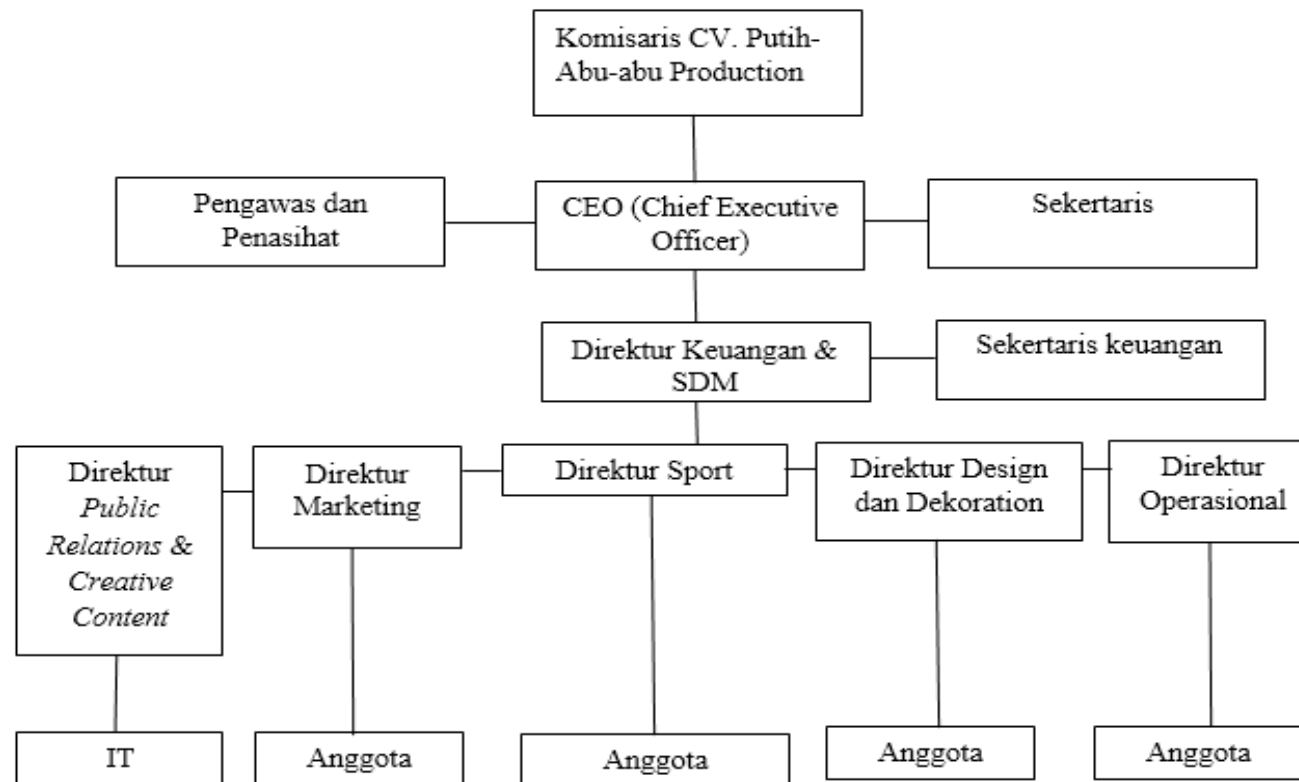 Komisaris CV. Putih-
Abu-abu Production
Pengawas dan
Penasihat
CEO (Chief Executive
Officer)
Sekertaris
Direktur Keuangan &
SDM
Sekertaris keuangan
Direktur
Public
Relations &
Creative
Content
Direktur
Marketing
Direktur Sport
Direktur Design
dan Dekoration
Direktur
Operasional
IT
Anggota
Anggota
Anggota
Anggota